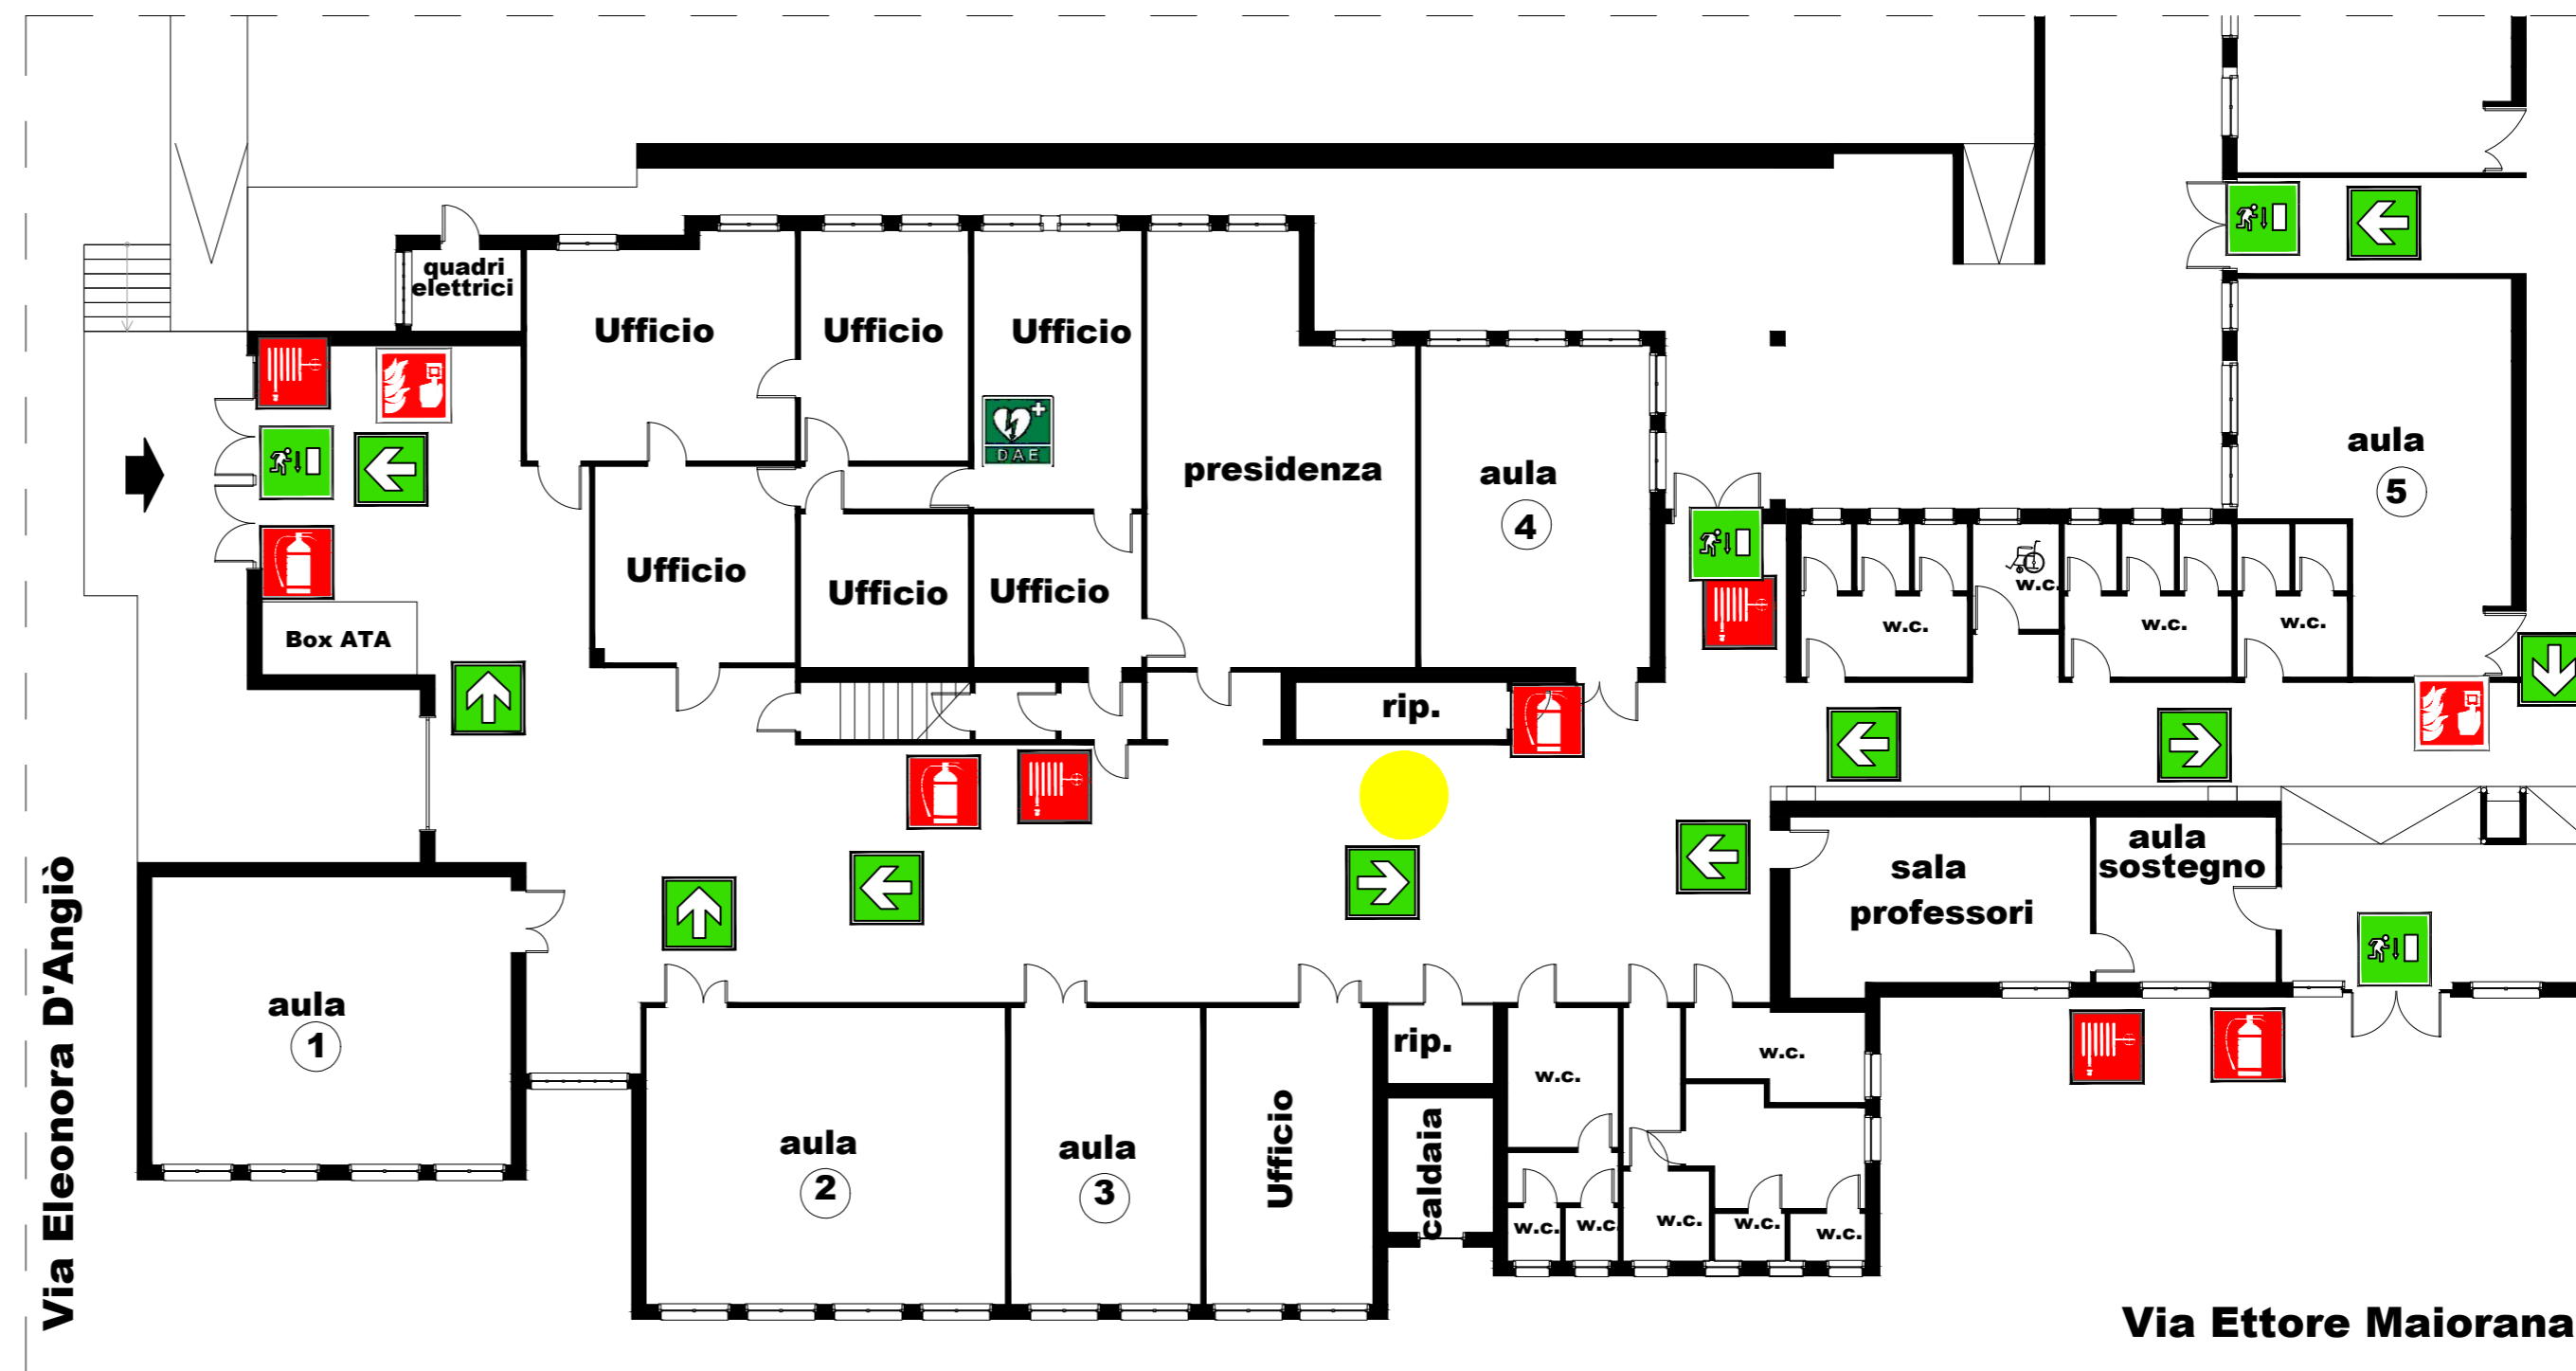 quadri
elettrici
Ufficio
Ufficio
Ufficio
DAE
presidenza
aula
4
aula
5
Ufficio
Ufficio
Ufficio
w.c.
w.c.
w.c.
w.c.
Box ATA
rip.
sala
professori
aula
sostegno
aula
1
rip.
w.c.
w.c.
aula
2
aula
3
Ufficio
caldaia
w.c.
w.c.
w.c.
w.c.
w.c.
Via Eleonora D'Angiò
Via Ettore Maiorana